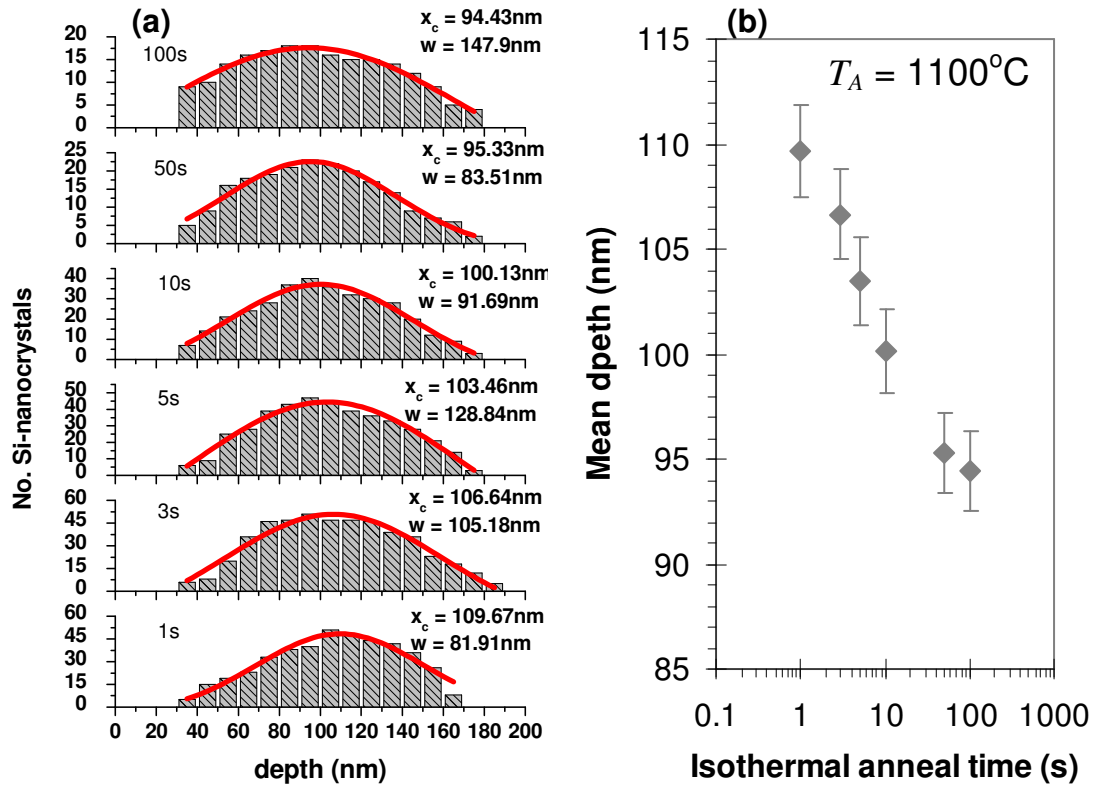 (a)
No. Si-nanocrystals
20
15
10
5
0
100s
x_c = 94.43nm
w = 147.9nm
25
20
15
10
5
0
50s
x_c = 95.33nm
w = 83.51nm
40
30
20
10
0
10s
x_c = 100.13nm
w = 91.69nm
50
40
30
20
10
0
5s
x_c = 103.46nm
w = 128.84nm
60
45
30
15
0
3s
x_c = 106.64nm
w = 105.18nm
60
45
30
15
0
1s
x_c = 109.67nm
w = 81.91nm
0 20 40 60 80 100 120 140 160 180 200
depth (nm)
(b)
T_A = 1100°C
Mean dpeth (nm)
115
110
105
100
95
90
85
0.1 1 10 100 1000
Isothermal anneal time (s)